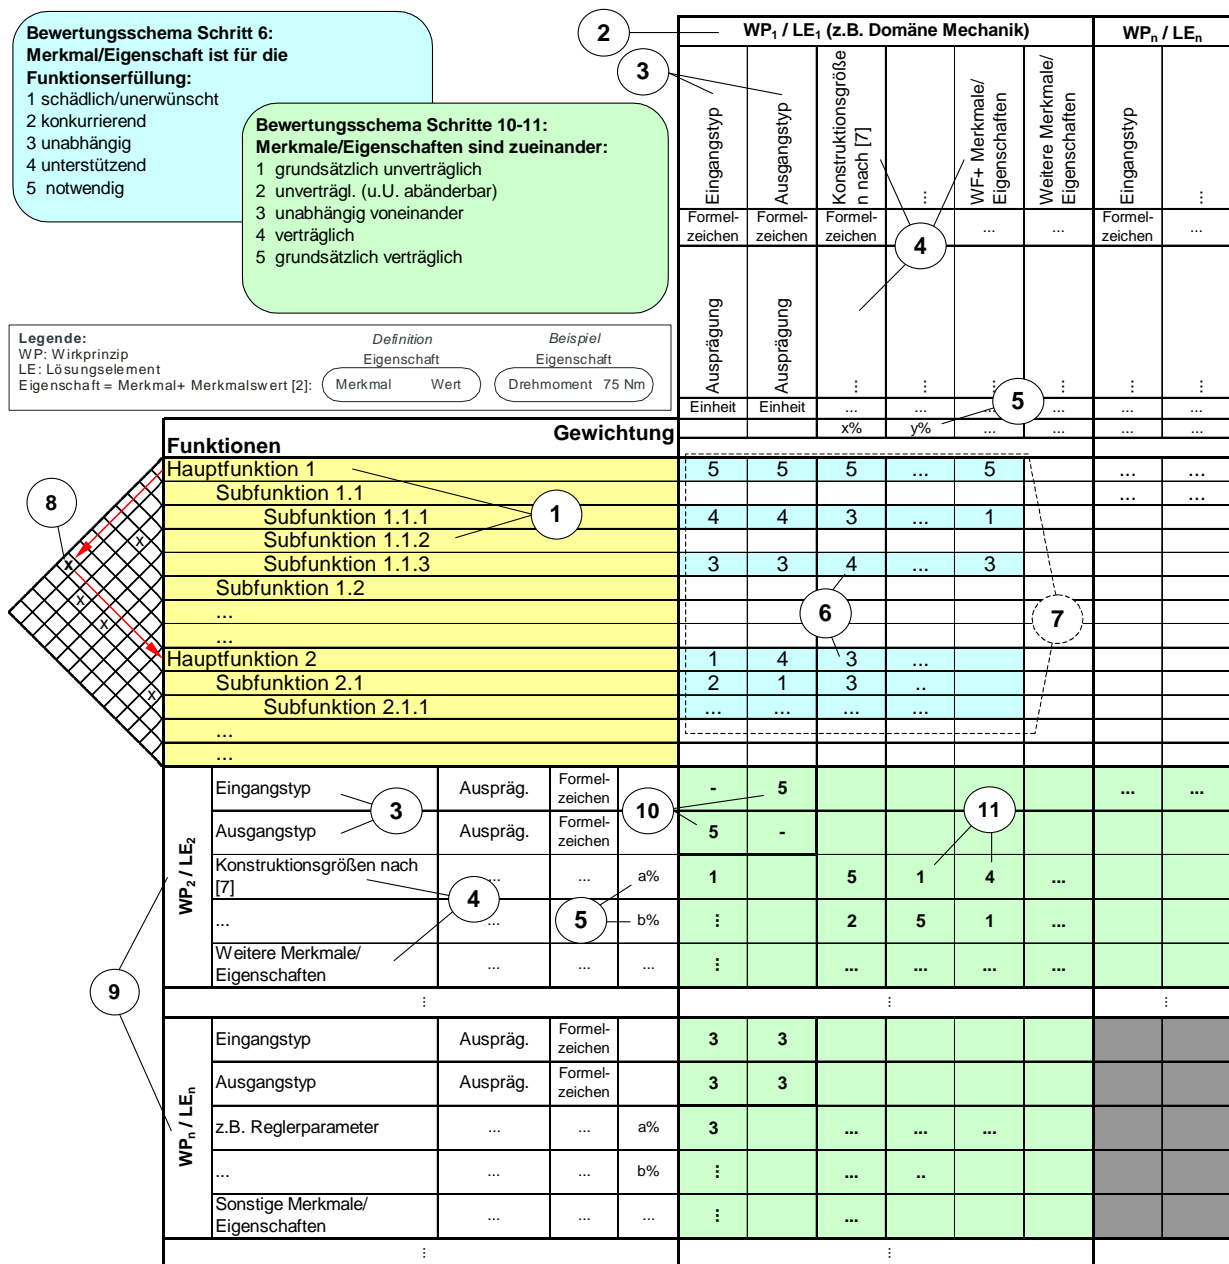 Bewertungsschema Schritt 6:
Merkmal/Eigenschaft ist für die
Funktionserfüllung:
1 schädlich/unerwünscht
2 konkurrierend
3 unabhängig
4 unterstützend
5 notwendig
Bewertungsschema Schritte 10-11:
Merkmale/Eigenschaften sind zueinander:
1 grundsätzlich unverträglich
2 unverträgl. (u.U. abänderbar)
3 unabhängig voneinander
4 verträglich
5 grundsätzlich verträglich
Legende:
WP: Wirkprinzip
LE: Lösungselement
Eigenschaft = Merkmal+ Merkmalswert [2]:
Definition
Eigenschaft
Merkmal Wert
Beispiel
Eigenschaft
Drehmoment 75 Nm
2
WP1 / LE1 (z.B. Domäne Mechanik)
WPn / LEn
3
Eingangstyp
Ausgangstyp
Konstruktionsgröße
n nach [7]
...
WF+ Merkmale/
Eigenschaften
Weitere Merkmale/
Eigenschaften
Eingangstyp
...
Formel-
zeichen
Formel-
zeichen
Formel-
zeichen
4
... ...
Formel-
zeichen
...
Ausprägung
Ausprägung
... ... ... ... ... ...
Einheit Einheit ... ... ... ... ... ...
5
x% y% ... ... ... ...
Funktionen Gewichtung
Hauptfunktion 1 5 5 5 ... 5 ... ...
Subfunktion 1.1 ... ...
8
1
Subfunktion 1.1.1 4 4 3 ... 1
Subfunktion 1.1.2
x
Subfunktion 1.1.3 3 3 4 ... 3
x
Subfunktion 1.2
x
...
6
7
x
...
Hauptfunktion 2 1 4 3 ...
Subfunktion 2.1 2 1 3 ..
x
Subfunktion 2.1.1 ... ... ... ...
...
...
WP2 / LE2
Eingangstyp Auspräg. Formel-
zeichen
- 5 ... ...
3
10
11
Ausgangstyp Auspräg. Formel-
zeichen
5 -
Konstruktionsgrößen nach
[7]
... ... a% 1 5 1 4 ...
4
5
... ... b% ... 2 5 1 ...
Weitere Merkmale/
Eigenschaften
... ... ... ... ... ... ... ...
9
... ... ...
WPn / LEn
Eingangstyp Auspräg. Formel-
zeichen
3 3
Ausgangstyp Auspräg. Formel-
zeichen
3 3
z.B. Reglerparameter ... ... a% 3 ... ... ...
... ... ... b% ... ... ..
Sonstige Merkmale/
Eigenschaften
... ... ... ... ...
... ...